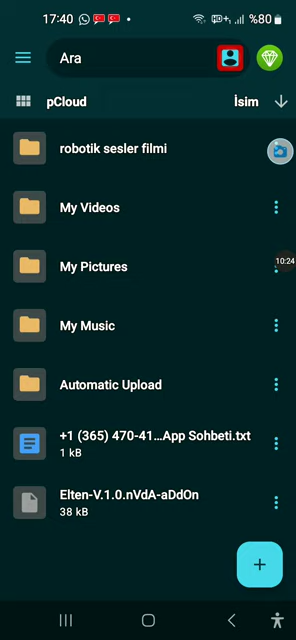 17:40
%80
Ara
pCloud
İsim
robotik sesler filmi
My Videos
My Pictures
10:24
My Music
Automatic Upload
+1 (365) 470-41...App Sohbeti.txt
1 kB
Elten-V.1.0.nVdA-aDdOn
38 kB